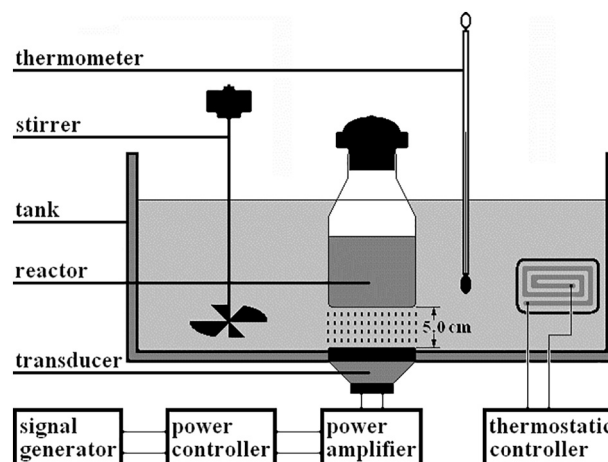 thermometer
stirrer
tank
reactor
5.0 cm
transducer
signal
generator
power
controller
power
amplifier
thermostatic
controller